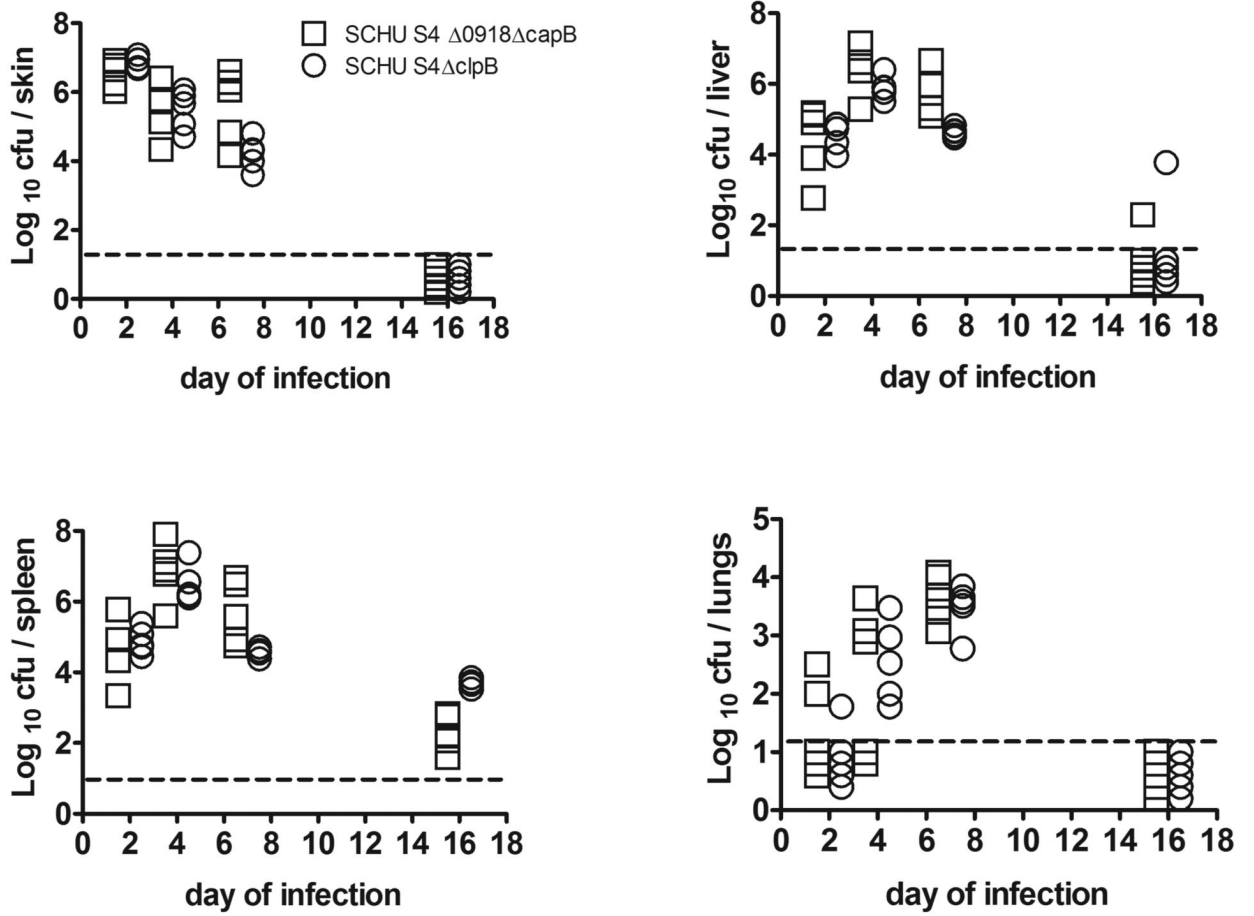 Log 10 cfu / skin
8
6
4
2
0
0 2 4 6 8 10 12 14 16 18
day of infection
SCHU S4 Δ0918ΔcapB
SCHU S4ΔclpB
Log10 cfu / liver
8
6
4
2
0
0 2 4 6 8 10 12 14 16 18
day of infection
Log 10 cfu / spleen
8
6
4
2
0
0 2 4 6 8 10 12 14 16 18
day of infection
Log 10 cfu / lungs
5
4
3
2
1
0
0 2 4 6 8 10 12 14 16 18
day of infection